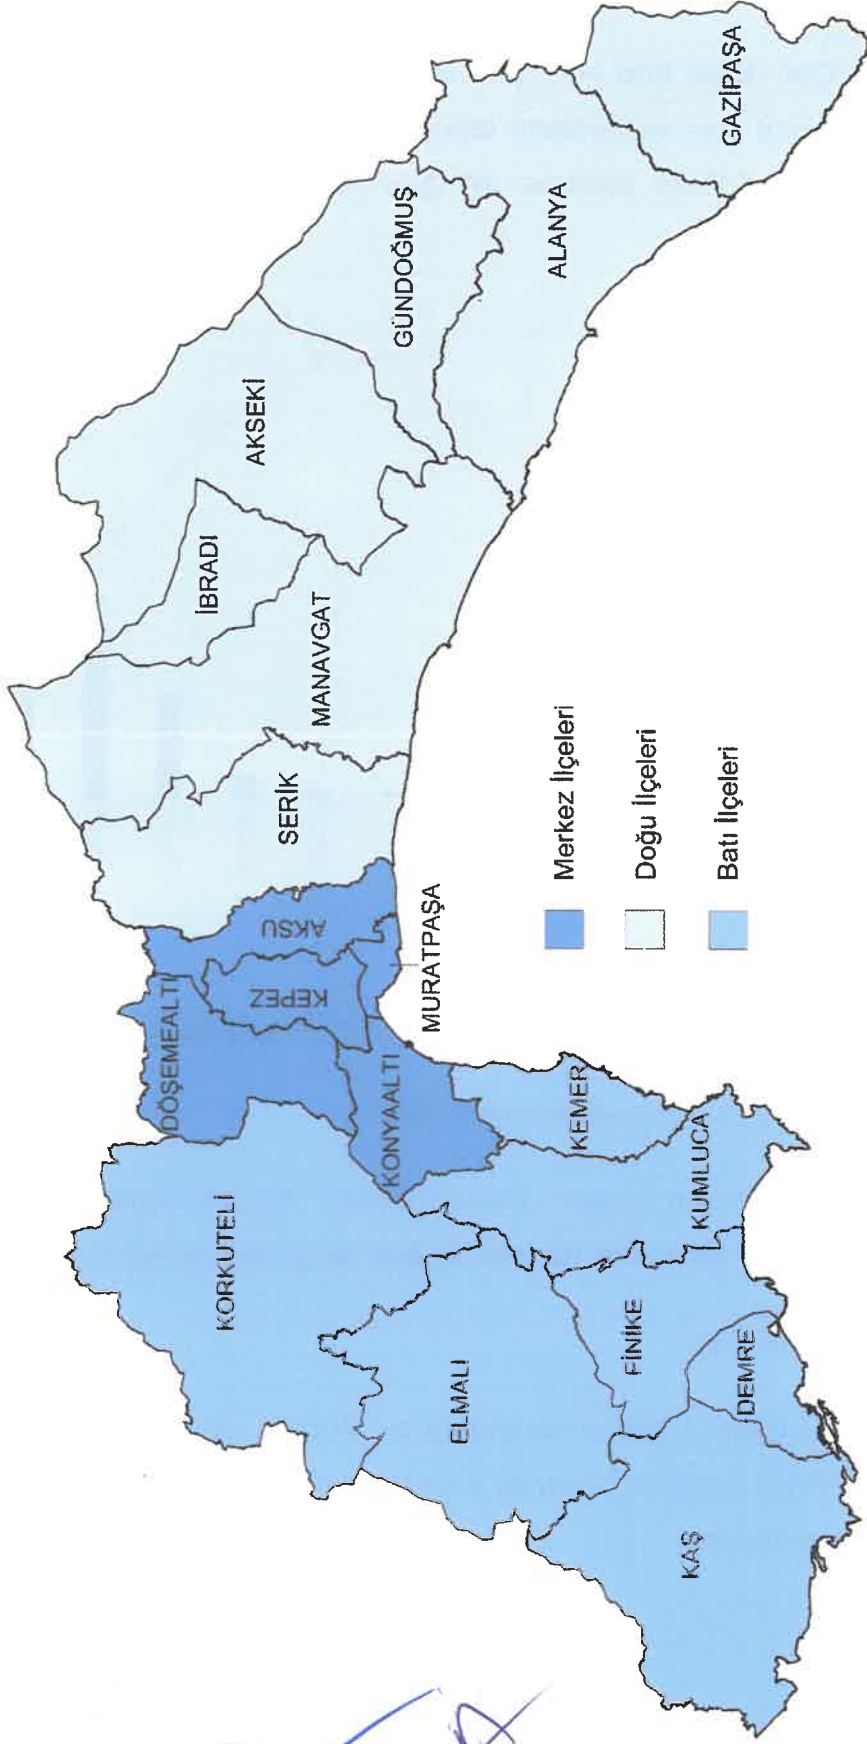 KORKUTELİ
DÖŞEMEALTI
KEPEZ
AKSU
SERİK
MANAVGAT
İBRADI
AKSEKİ
GÜNDOĞMUŞ
ALANYA
GAZİPAŞA
KONYAALTI
MURATPAŞA
ELMALI
KEMER
KUMLUCA
FİNİKE
DEMRE
KAŞ
Merkez İlçeleri
Doğu İlçeleri
Batı İlçeleri